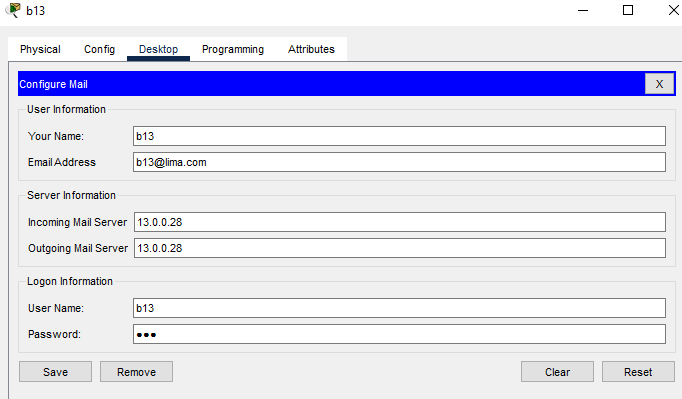 b13
Physical Config Desktop Programming Attributes
Configure Mail X
User Information
Your Name: b13
Email Address b13@lima.com
Server Information
Incoming Mail Server 13.0.0.28
Outgoing Mail Server 13.0.0.28
Logon Information
User Name: b13
Password: ●●●
Save Remove Clear Reset